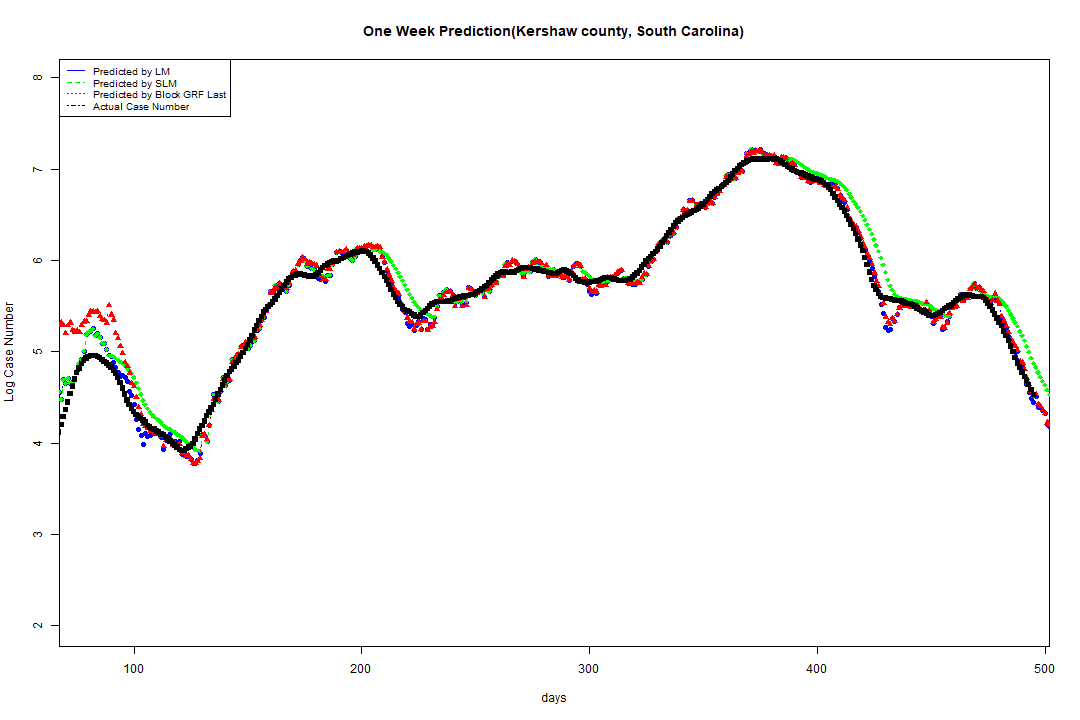 One Week Prediction(Kershaw county, South Carolina)
Predicted by LM
Predicted by SLM
Predicted by Block GRF Last
Actual Case Number
8
7
6
5
4
3
2
Log Case Number
100 200 300 400 500
days